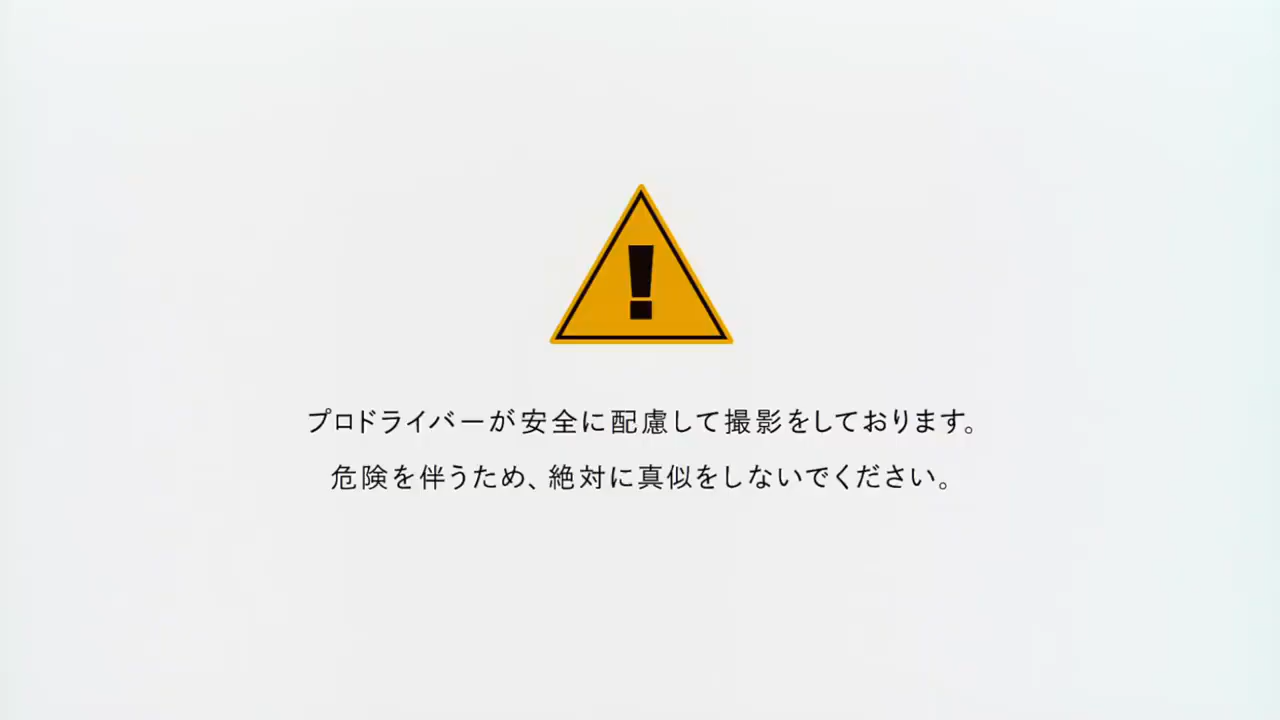 プロドライバーが安全に配慮して撮影をしております。
危険を伴うため、絶対に真似をしないでください。